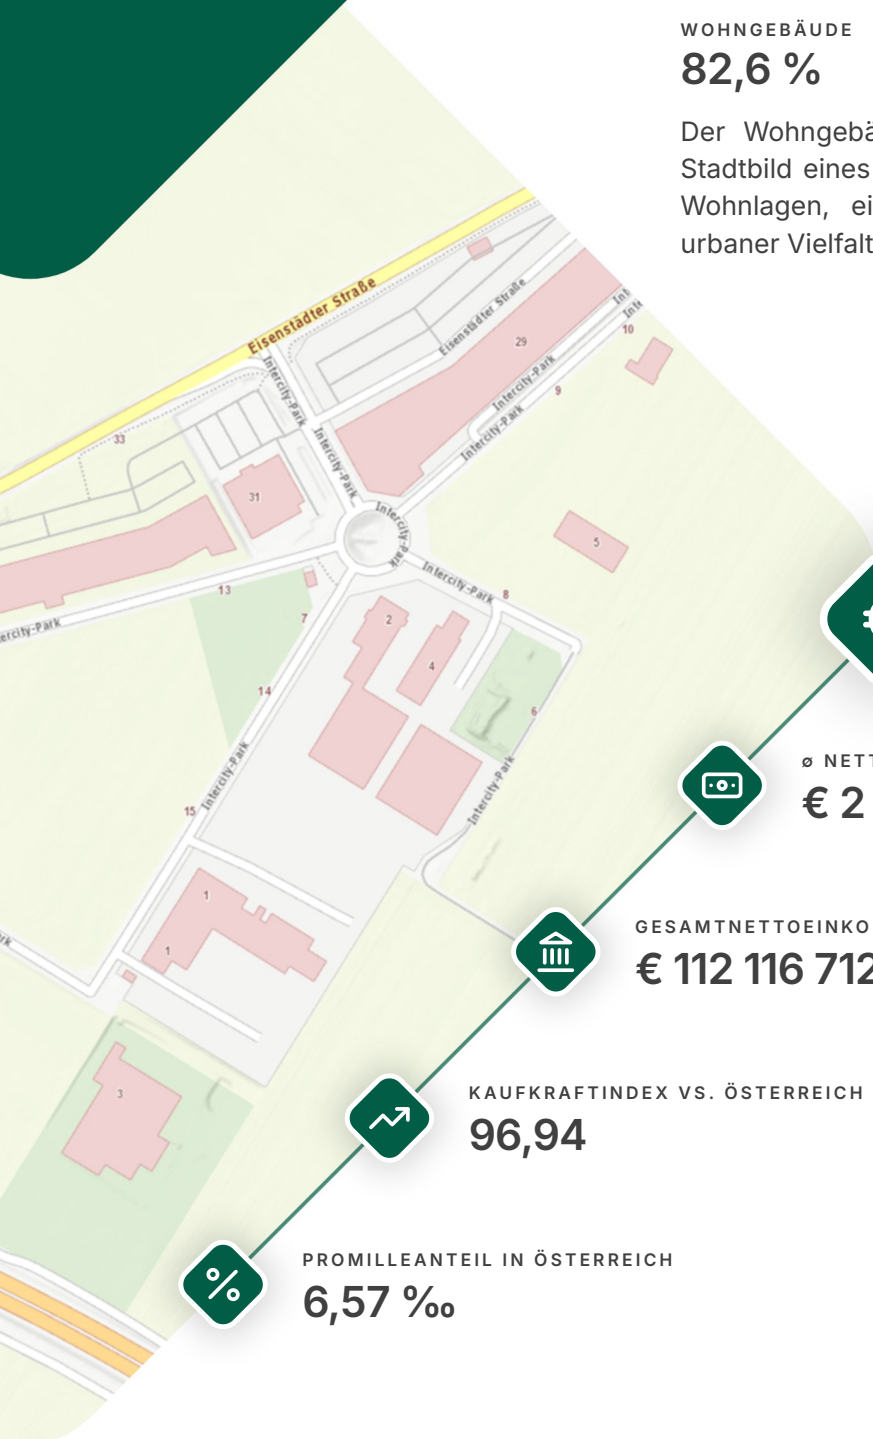 WOHNGEBÄUDE
82,6 %
Der Wohngebä
Stadtbild eines
Wohnlagen, ei
urbaner Vielfalt
Eisenstädter Straße
Eisenstädter Straße
29
10
Intercity-Park
Intercity-Park
9
Intercity-Park
Intercity-Park
33
31
Intercity-Park
5
Intercity-Park
8
13
ercity-Park
7
2
4
14
6
Intercity-Park
Intercity-Park
15
1
1
3
ø NETT
€ 2
GESAMTNETTOEINKO
€ 112 116 712
KAUFKRAFTINDEX VS. ÖSTERREICH
96,94
PROMILLEANTEIL IN ÖSTERREICH
6,57 ‰